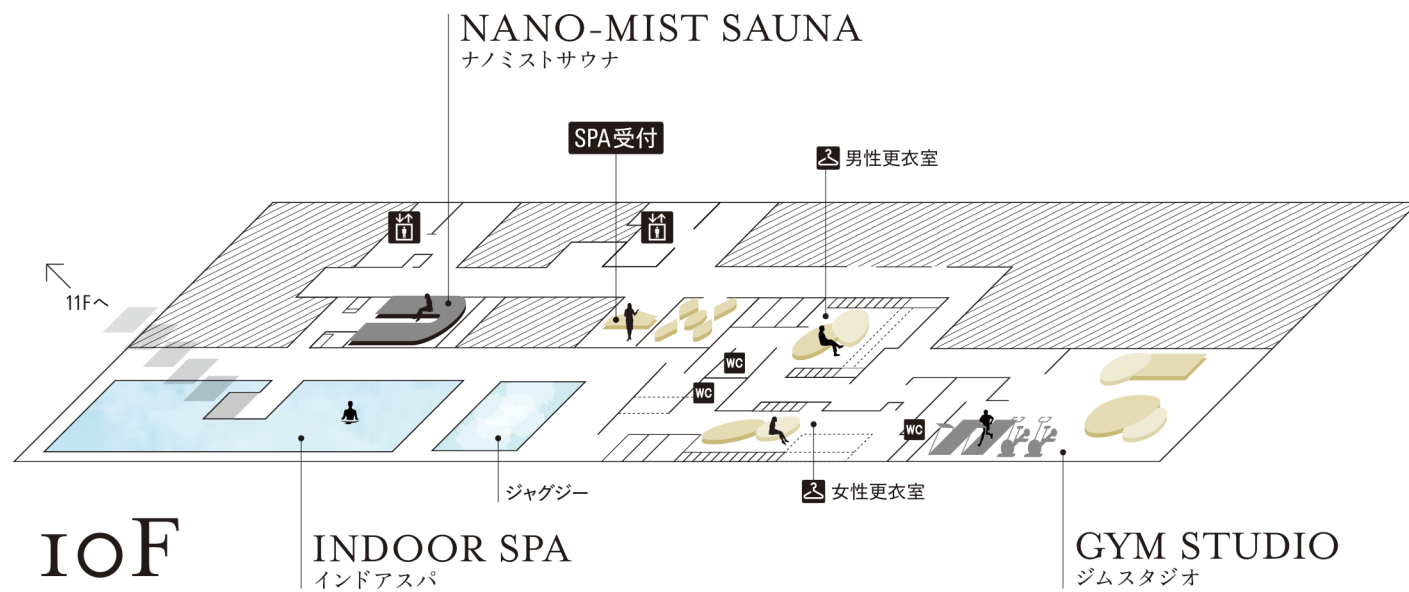 NANO-MIST SAUNA
ナノミストサウナ
SPA受付
男性更衣室
11Fへ
WC
WC
WC
ジャグジー
女性更衣室
10F
INDOOR SPA
インドアスパ
GYM STUDIO
ジムスタジオ